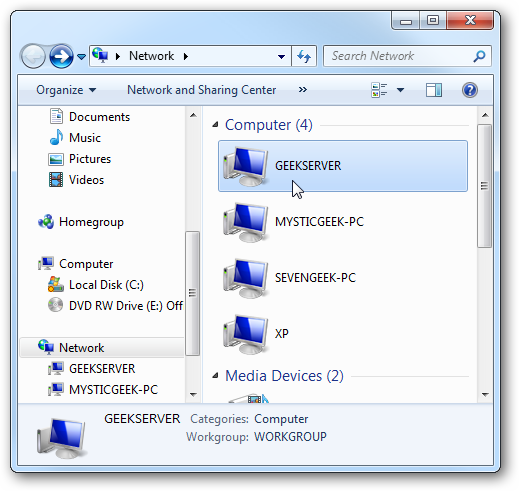 Network
Search Network
Organize
Network and Sharing Center
»
Documents
Music
Pictures
Videos
Homegroup
Computer
Local Disk (C:)
DVD RW Drive (E:) Off
Network
GEEKSERVER
MYSTICGEEK-PC
Computer (4)
GEEKSERVER
MYSTICGEEK-PC
SEVENGEEK-PC
XP
Media Devices (2)
GEEKSERVER Categories: Computer
Workgroup: WORKGROUP